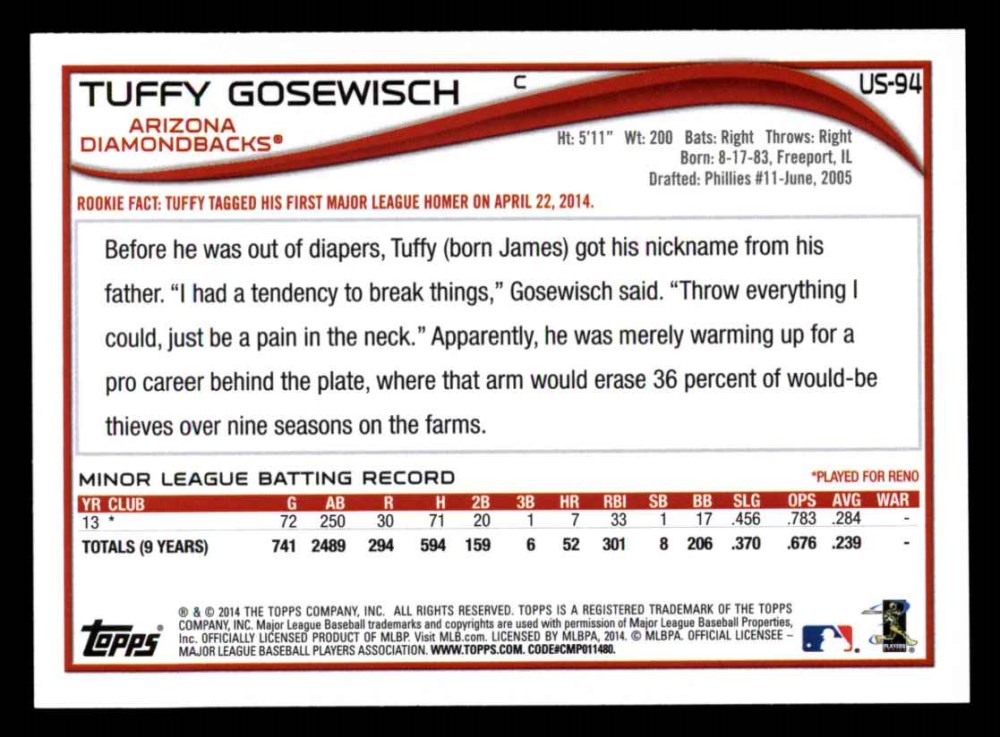 TUFFY GOSEWISCH C US-94
ARIZONA
DIAMONDBACKS®
Ht: 5'11" Wt: 200 Bats: Right Throws: Right
Born: 8-17-83, Freeport, IL
Drafted: Phillies #11-June, 2005
ROOKIE FACT: TUFFY TAGGED HIS FIRST MAJOR LEAGUE HOMER ON APRIL 22, 2014.
Before he was out of diapers, Tuffy (born James) got his nickname from his
father. “I had a tendency to break things,” Gosewisch said. “Throw everything I
could, just be a pain in the neck.” Apparently, he was merely warming up for a
pro career behind the plate, where that arm would erase 36 percent of would-be
thieves over nine seasons on the farms.
MINOR LEAGUE BATTING RECORD *PLAYED FOR RENO
YR CLUB G AB R H 2B 3B HR RBI SB BB SLG OPS AVG WAR
13 * 72 250 30 71 20 1 7 33 1 17 .456 .783 .284 -
TOTALS (9 YEARS) 741 2489 294 594 159 6 52 301 8 206 .370 .676 .239 -
Topps®
® & © 2014 THE TOPPS COMPANY, INC. ALL RIGHTS RESERVED. TOPPS IS A REGISTERED TRADEMARK OF THE TOPPS
COMPANY, INC. Major League Baseball trademarks and copyrights are used with permission of Major League Baseball Properties,
Inc. OFFICIALLY LICENSED PRODUCT OF MLBP. Visit MLB.com. LICENSED BY MLBPA, 2014. © MLBPA. OFFICIAL LICENSEE –
MAJOR LEAGUE BASEBALL PLAYERS ASSOCIATION. WWW.TOPPS.COM. CODE#CMP011480.
PLAYERS ®